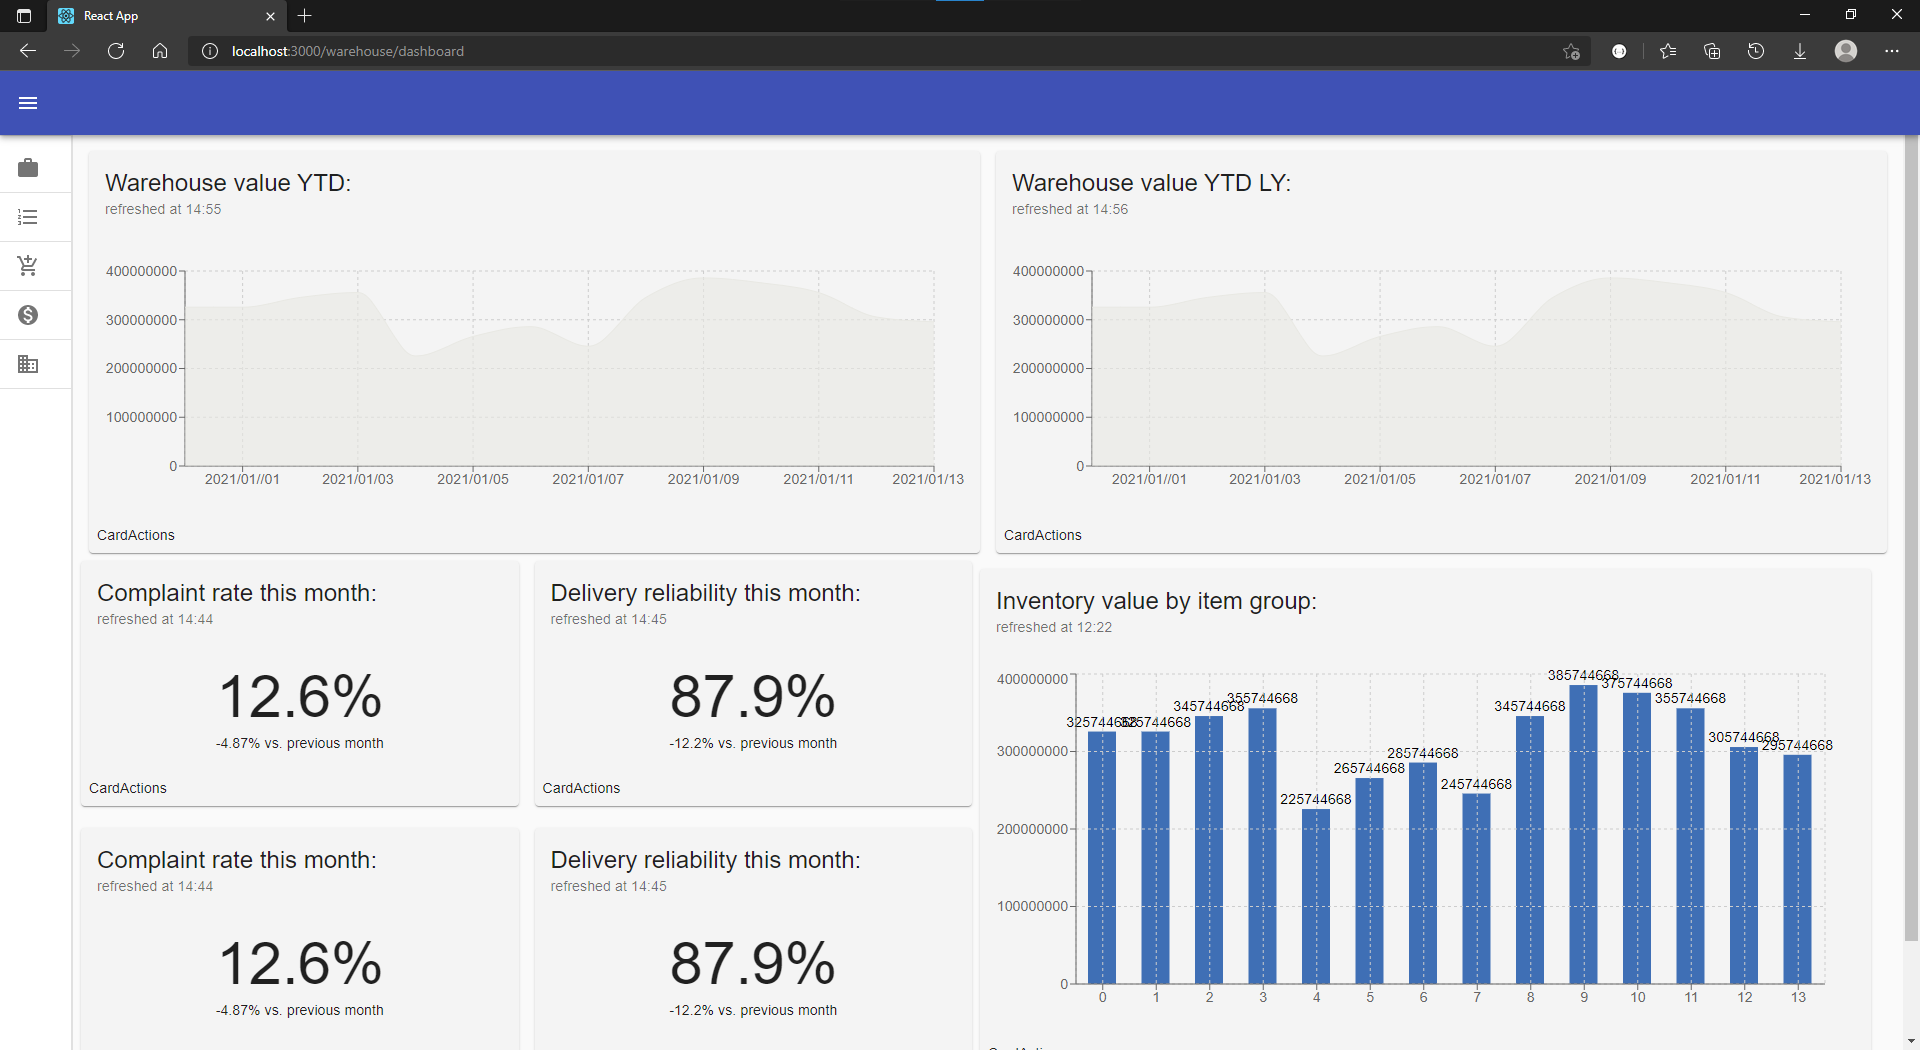 React App
localhost:3000/warehouse/dashboard
Warehouse value YTD:
refreshed at 14:55
400000000
300000000
200000000
100000000
0
2021/01//01 2021/01/03 2021/01/05 2021/01/07 2021/01/09 2021/01/11 2021/01/13
CardActions
Warehouse value YTD LY:
refreshed at 14:56
400000000
300000000
200000000
100000000
0
2021/01//01 2021/01/03 2021/01/05 2021/01/07 2021/01/09 2021/01/11 2021/01/13
CardActions
Complaint rate this month:
refreshed at 14:44
12.6%
-4.87% vs. previous month
CardActions
Delivery reliability this month:
refreshed at 14:45
87.9%
-12.2% vs. previous month
CardActions
Inventory value by item group:
refreshed at 12:22
400000000
300000000
200000000
100000000
0
325744668 325744668 345744668 355744668 225744668 265744668 285744668 245744668 345744668 385744668 375744668 355744668 305744668 295744668
0 1 2 3 4 5 6 7 8 9 10 11 12 13
Complaint rate this month:
refreshed at 14:44
12.6%
-4.87% vs. previous month
Delivery reliability this month:
refreshed at 14:45
87.9%
-12.2% vs. previous month